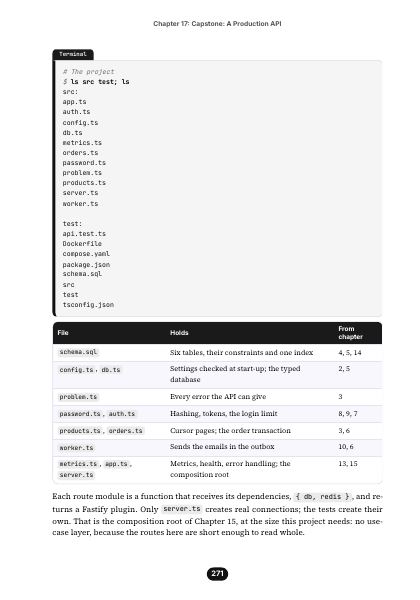 Chapter 17: Capstone: A Production API
Terminal
# The project
$ ls src test; ls
src:
app.ts
auth.ts
config.ts
db.ts
metrics.ts
orders.ts
password.ts
problem.ts
products.ts
server.ts
worker.ts
test:
api.test.ts
Dockerfile
compose.yaml
package.json
schema.sql
src
test
tsconfig.json
File Holds From chapter
schema.sql Six tables, their constraints and one index 4, 5, 14
config.ts, db.ts Settings checked at start-up; the typed database 2, 5
problem.ts Every error the API can give 3
password.ts, auth.ts Hashing, tokens, the login limit 8, 9, 7
products.ts, orders.ts Cursor pages; the order transaction 3, 6
worker.ts Sends the emails in the outbox 10, 6
metrics.ts, app.ts, server.ts Metrics, health, error handling; the composition root 13, 15
Each route module is a function that receives its dependencies, { db, redis }, and re-
turns a Fastify plugin. Only server.ts creates real connections; the tests create their
own. That is the composition root of Chapter 15, at the size this project needs: no use-
case layer, because the routes here are short enough to read whole.
271